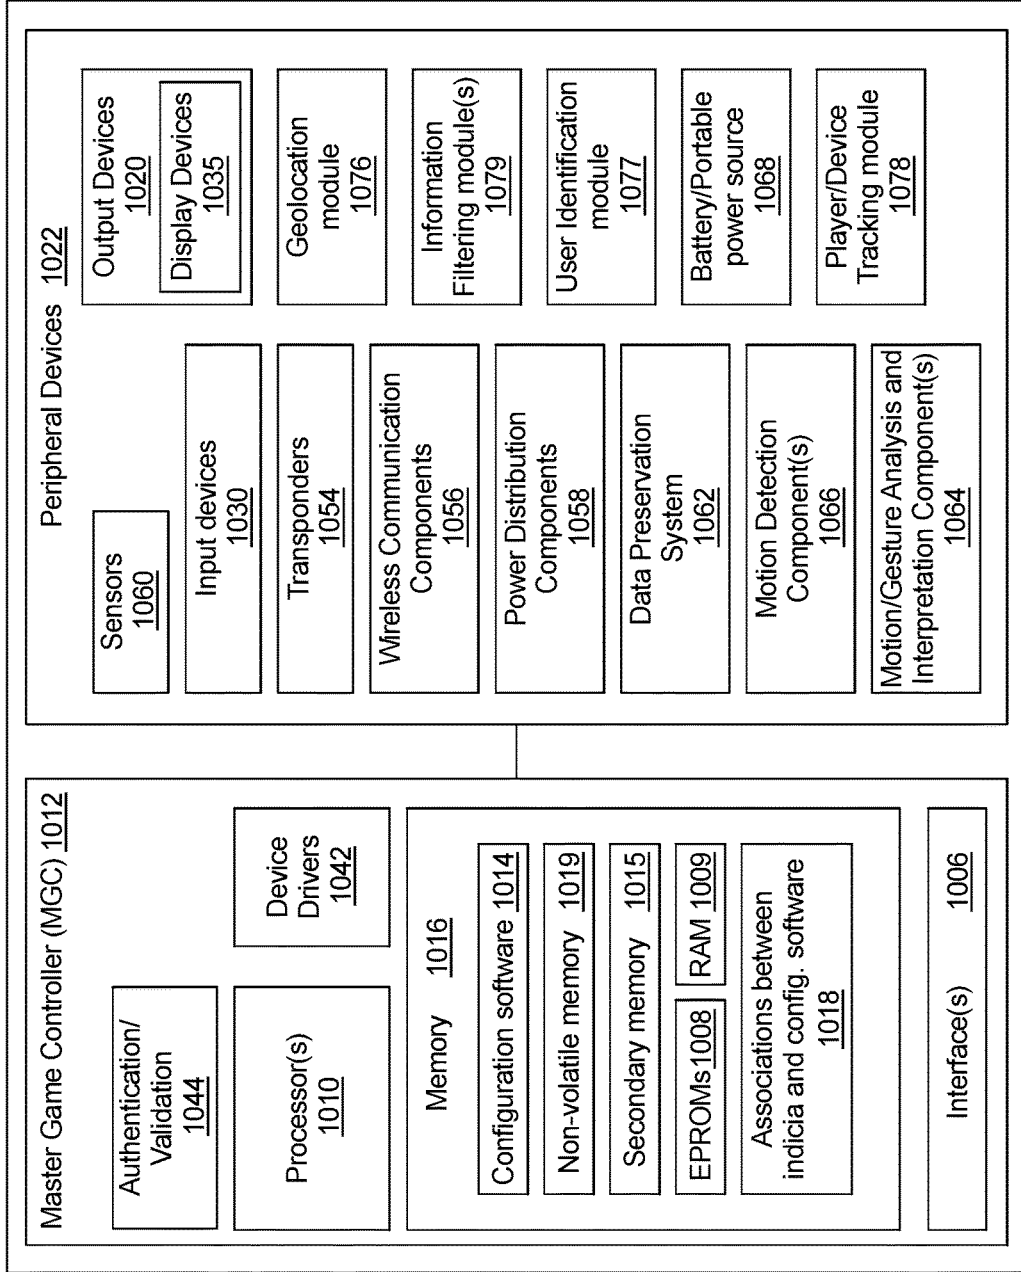 Master Game Controller (MGC) 1012
Authentication/
Validation
1044
Processor(s)
1010
Device
Drivers
1042
Memory 1016
Configuration software 1014
Non-volatile memory 1019
Secondary memory 1015
EPROMs1008
RAM 1009
Associations between
indicia and config. software
1018
Interface(s) 1006
Peripheral Devices 1022
Sensors
1060
Input devices
1030
Transponders
1054
Wireless Communication
Components
1056
Power Distribution
Components
1058
Data Preservation
System
1062
Motion Detection
Component(s)
1066
Motion/Gesture Analysis and
Interpretation Component(s)
1064
Output Devices
1020
Display Devices
1035
Geolocation
module
1076
Information
Filtering module(s)
1079
User Identification
module
1077
Battery/Portable
power source
1068
Player/Device
Tracking module
1078